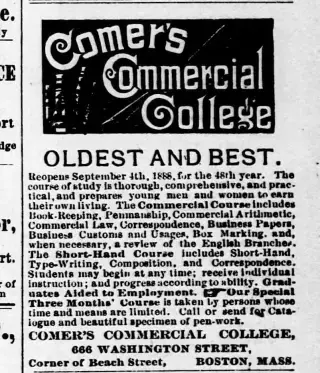 e.
y
CE
ort
dge
r,
rt.
r of
m
e,
Comer's
Commercial
College
OLDEST AND BEST.
Reopens September 4th, 1888, for the 48th year. The
course of study is thorough, comprehensive, and prac-
tical, and prepares young men and women to earn
their own living. The Commercial Course includes
Book-Keeping, Penmanship, Commercial Arithmetic,
Commercial Law, Correspondence, Business Papers,
Business Customs and Usages, Box Marking, and,
when necessary, a review of the English Branches.
The Short-Hand Course includes Short-Hand,
Type-Writing, Composition, and Correspondence.
Students may begin at any time; receive individual
instruction; and progress according to ability. Grad-
uates Aided to Employment. ☞Our Special
Three Months' Course is taken by persons whose
time and means are limited. Call or send for Cata-
logue and beautiful specimen of pen-work.
COMER'S COMMERCIAL COLLEGE,
666 WASHINGTON STREET,
Corner of Beach Street, BOSTON, MASS.